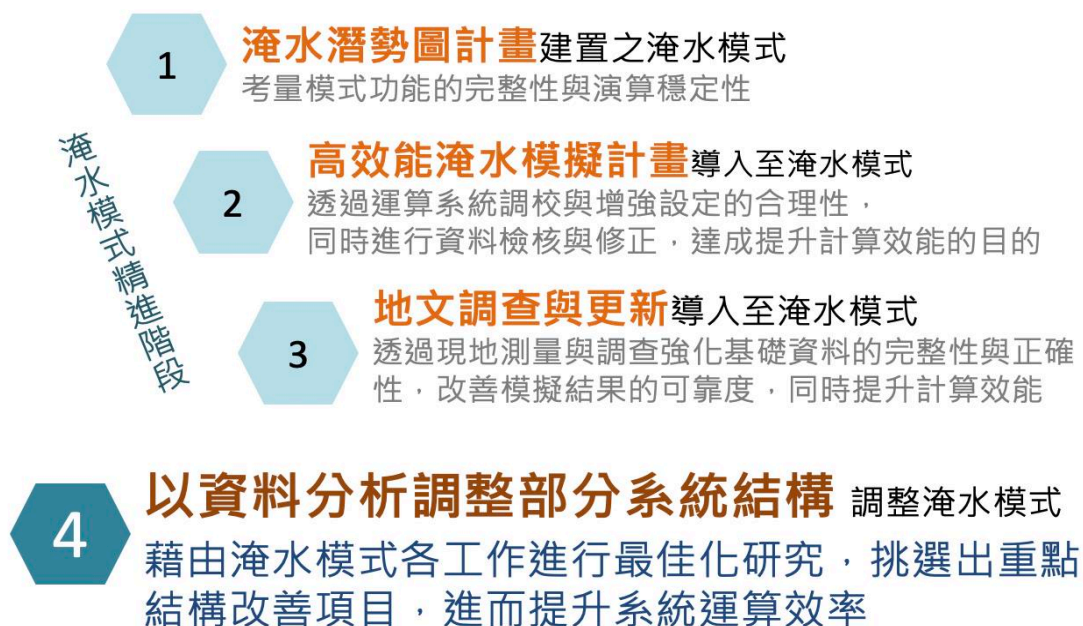 1
淹水潛勢圖計畫建置之淹水模式
考量模式功能的完整性與演算穩定性
淹水模式精進階段
2
高效能淹水模擬計畫導入至淹水模式
透過運算系統調校與增強設定的合理性，
同時進行資料檢核與修正，達成提升計算效能的目的
3
地文調查與更新導入至淹水模式
透過現地測量與調查強化基礎資料的完整性與正確
性，改善模擬結果的可靠度，同時提升計算效能
4
以資料分析調整部分系統結構 調整淹水模式
藉由淹水模式各工作進行最佳化研究，挑選出重點
結構改善項目，進而提升系統運算效率